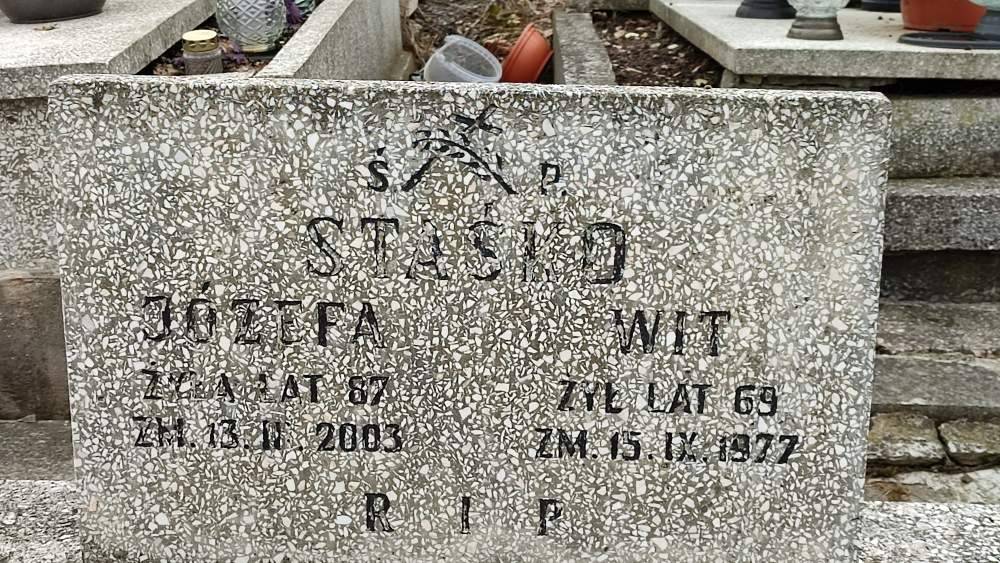 Ś P.
STAŚKO
JÓZEFA WIT
ŻYŁA LAT 87 ŻYŁ LAT 69
ZM. 13. II. 2003 ZM. 15. IX. 1977
R I P